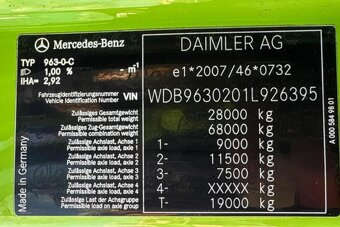 Mercedes-Benz
DAIMLER AG
TYP 963-0-C
1,00 % m-1
IHA= 2,92
e1*2007/46*0732
Fahrzeugidentifizierungsnummer
Vehicle Identification Number VIN
WDB9630201L926395
Zulässiges Gesamtgewicht
Permissible total weight
28000 kg
Zulässiges Zug-Gesamtgewicht
Permissible combination weight
68000 kg
Zulässige Achslast, Achse 1
Permissible axle load, axle 1
1- 9000 kg
Zulässige Achslast, Achse 2
Permissible axle load, axle 2
2- 11500 kg
Zulässige Achslast, Achse 3
Permissible axle load, axle 3
3- 7500 kg
Zulässige Achslast, Achse 4
Permissible axle load, axle 4
4- XXXXX kg
Zulässige Last der Achsgruppe
Permissible load on axle group
T- 19000 kg
Made in Germany
A 000 584 98 01